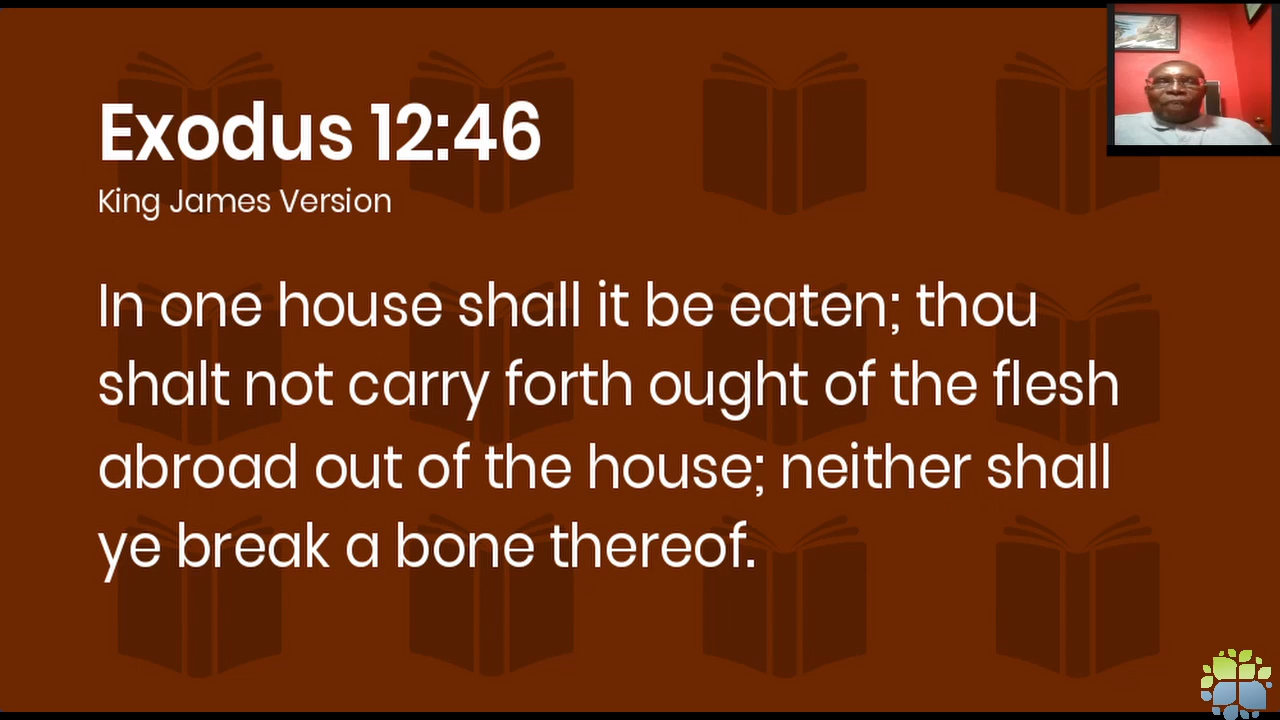 Exodus 12:46
King James Version
In one house shall it be eaten; thou
shalt not carry forth ought of the flesh
abroad out of the house; neither shall
ye break a bone thereof.